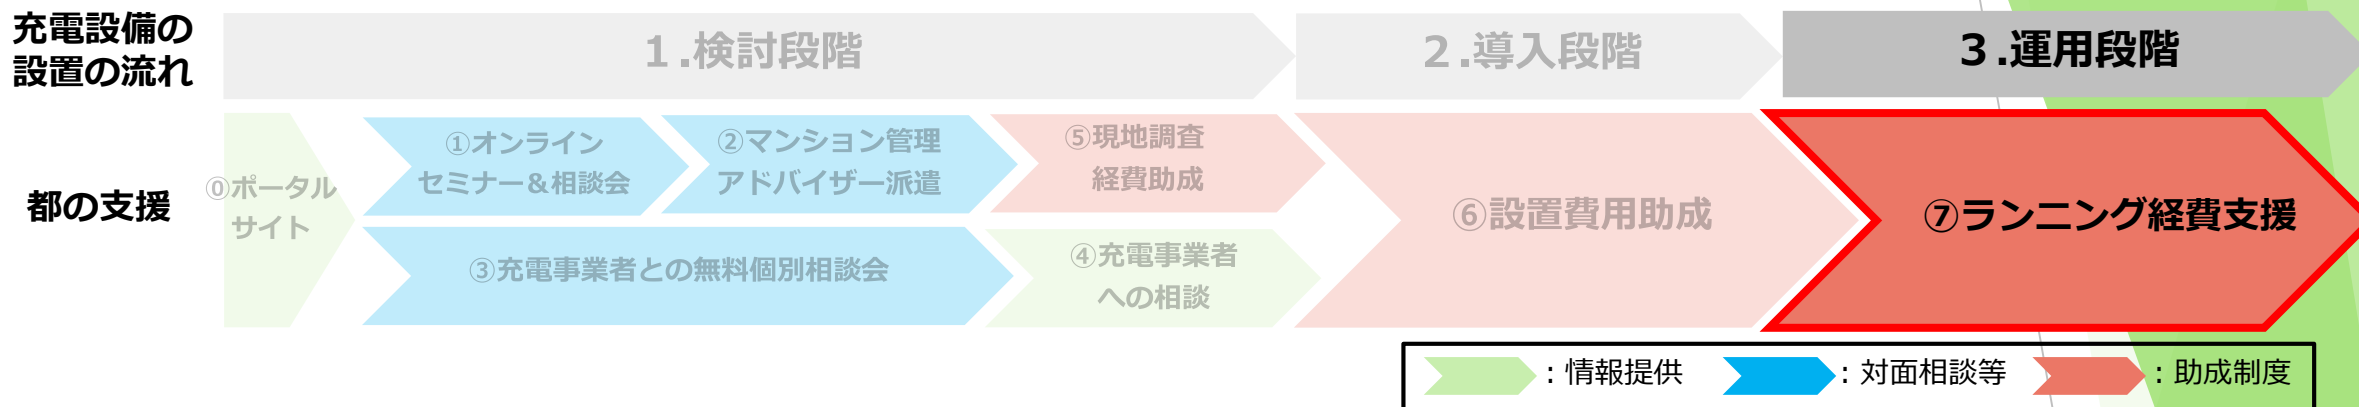 充電設備の
設置の流れ
１.検討段階
２.導入段階
３.運用段階
都の支援
⓪ポータル
サイト
①オンライン
セミナー＆相談会
②マンション管理
アドバイザー派遣
⑤現地調査
経費助成
③充電事業者との無料個別相談会
④充電事業者
への相談
⑥設置費用助成
⑦ランニング経費支援
：情報提供
：対面相談等
：助成制度